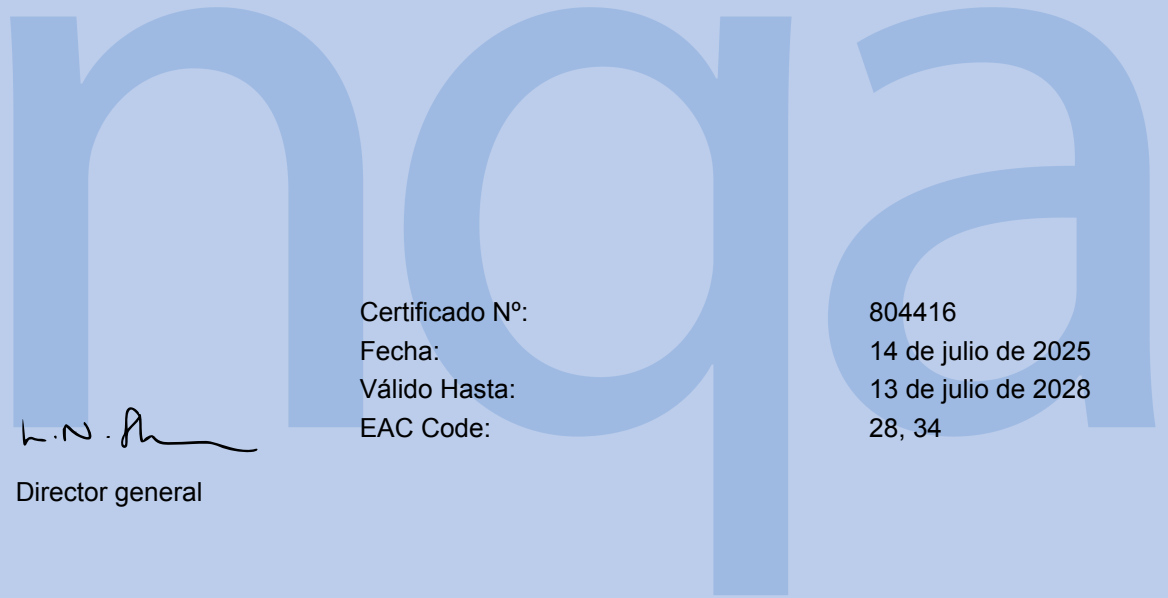 nqa
Certificado Nº: 804416
Fecha: 14 de julio de 2025
Válido Hasta: 13 de julio de 2028
EAC Code: 28, 34
Director general